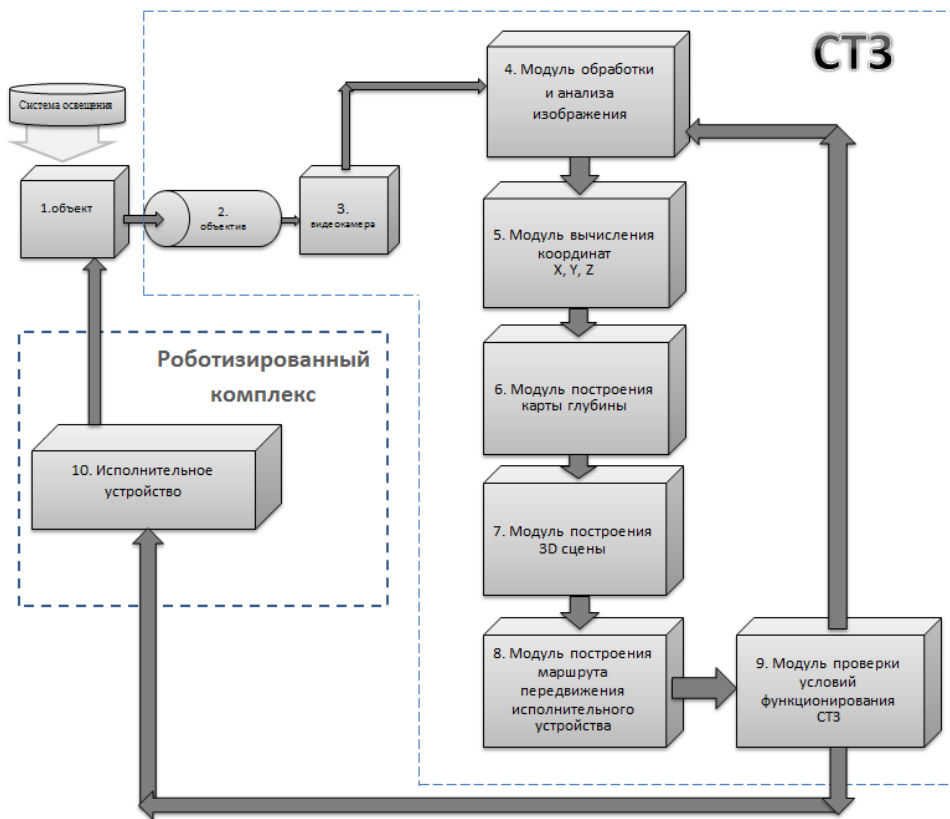 СТЗ
Система освещения
1.объект
2.
объектив
3.
видеокамера
4. Модуль обработки
и анализа
изображения
5. Модуль вычисления
координат
X, Y, Z
6. Модуль построения
карты глубины
7. Модуль построения
3D сцены
8. Модуль построения
маршрута
передвижения
исполнительного
устройства
9. Модуль проверки
условий
функционирования
СТЗ
Роботизированный
комплекс
10. Исполнительное
устройство